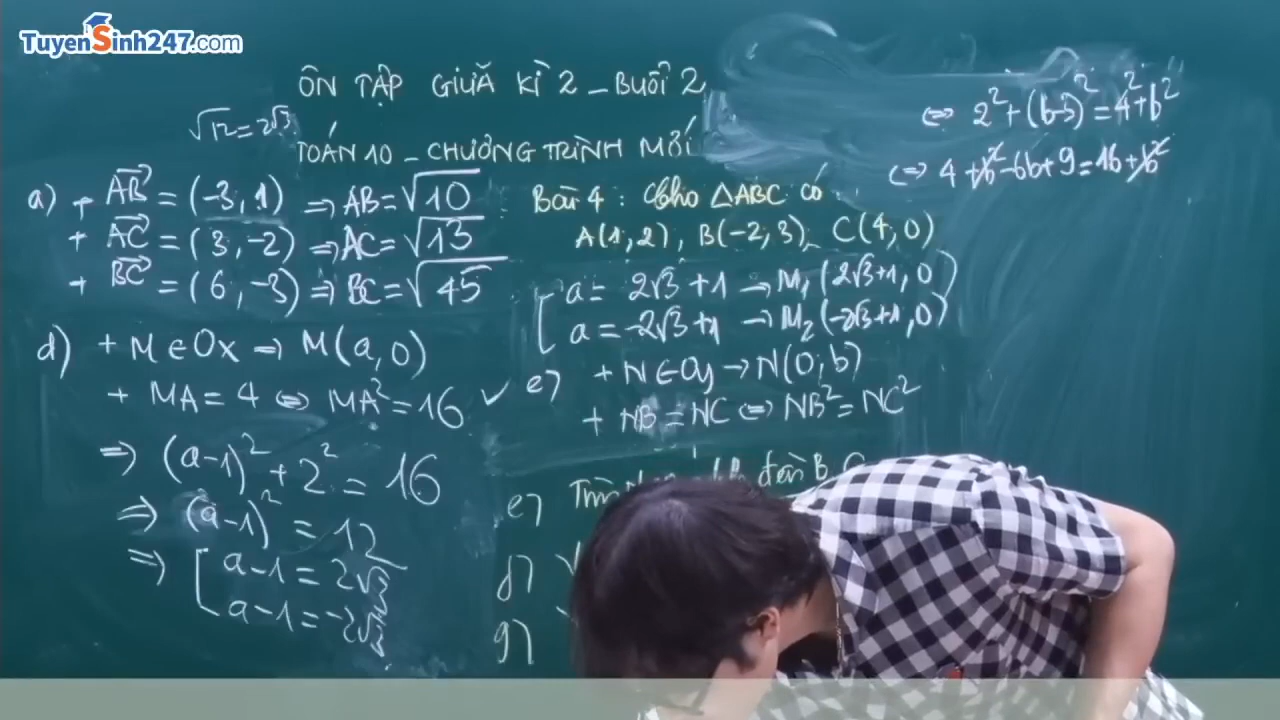 TuyenSinh247.com
ÔN TẬP GIỮA KÌ 2 – BUỔI 2
√12 = 2√3
TOÁN 10 – CHƯƠNG TRÌNH MỚI
Bài 4 : Cho △ABC có
A(1,2), B(-2,3), C(4,0)
a) + AB→ = (-3,1) ⇒ AB = √10
+ AC→ = (3,-2) ⇒ AC = √13
+ BC→ = (6,-3) ⇒ BC = √45
d) + M ∈ Ox ⇒ M(a,0)
+ MA = 4 ⇔ MA² = 16 ✓
⇒ (a-1)² + 2² = 16
⇒ (a-1)² = 12
⇒ [ a-1 = 2√3
a-1 = -2√3
[ a = 2√3 + 1 → M₁(2√3+1,0)
a = -2√3 + 1 → M₂(-2√3+1,0)
e) + N ∈ Oy → N(0,b)
+ NB = NC ⇔ NB² = NC²
⇔ 2² + (b-3)² = 4² + b²
⇔ 4 + b² - 6b + 9 = 16 + b²
e) đến B
f)
g)